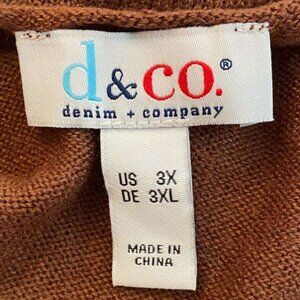 d&co.®
denim + company
US 3X
DE 3XL
MADE IN
CHINA